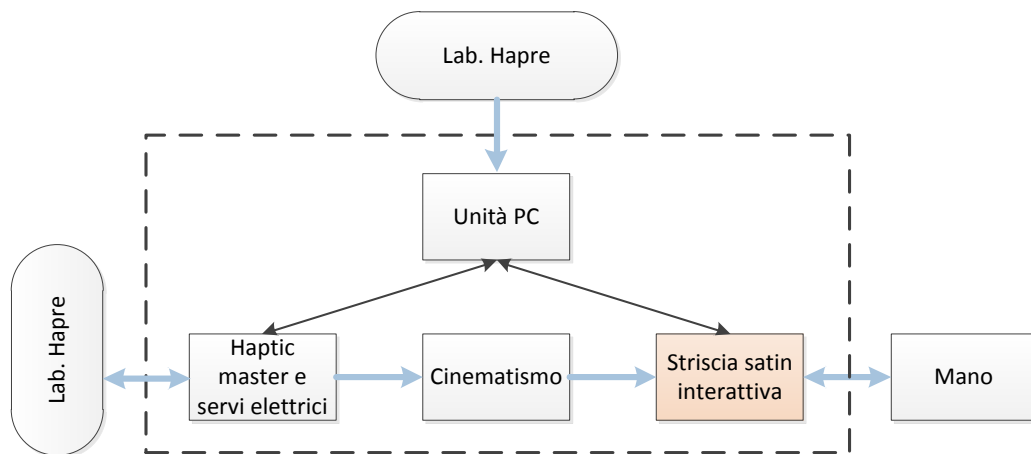 Lab. Hapre
Unità PC
Lab. Hapre
Haptic
master e
servi elettrici
Cinematismo
Striscia satin
interattiva
Mano